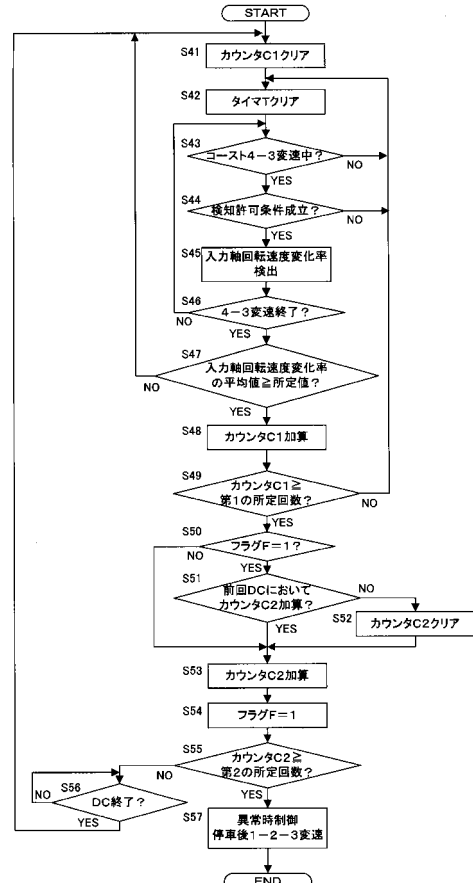 START
S41
カウンタC1クリア
S42
タイマTクリア
S43
コースト4－3変速中？
NO
YES
S44
検知許可条件成立？
NO
YES
S45
入力軸回転速度変化率
検出
S46
4－3変速終了？
NO
YES
S47
入力軸回転速度変化率
の平均値≧所定値？
NO
YES
S48
カウンタC1加算
S49
カウンタC1≧
第1の所定回数？
NO
YES
S50
フラグF＝1？
NO
YES
S51
前回DCにおいて
カウンタC2加算？
NO
YES
S52
カウンタC2クリア
S53
カウンタC2加算
S54
フラグF＝1
S55
カウンタC2≧
第2の所定回数？
NO
YES
S56
DC終了？
NO
YES
S57
異常時制御
停車後1－2－3変速
END